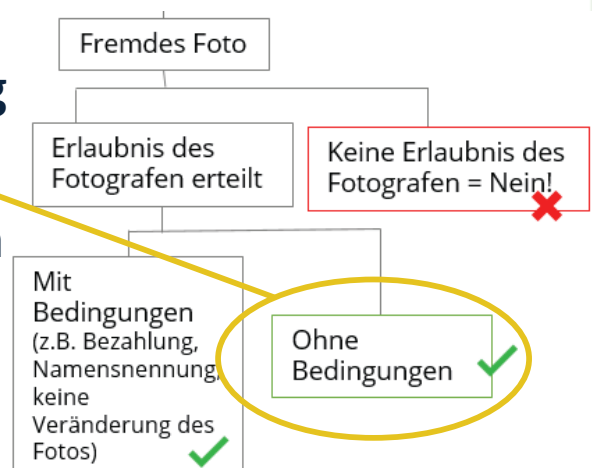 Fremdes Foto
g
Erlaubnis des
Fotografen erteilt
Keine Erlaubnis des
Fotografen = Nein!
Mit
Bedingungen
(z.B. Bezahlung,
Namensnennung,
keine
Veränderung des
Fotos)
Ohne
Bedingungen